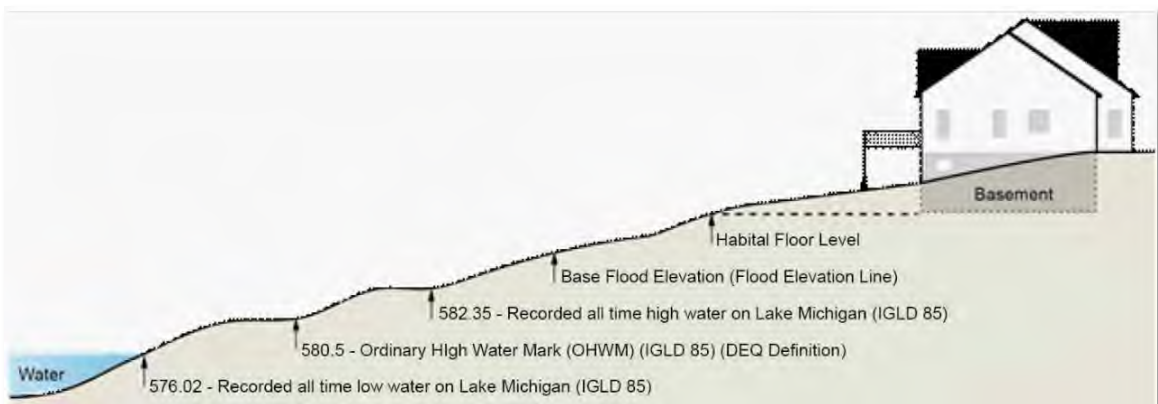 Basement
Habital Floor Level
Base Flood Elevation (Flood Elevation Line)
582.35 - Recorded all time high water on Lake Michigan (IGLD 85)
580.5 - Ordinary HIgh Water Mark (OHWM) (IGLD 85) (DEQ Definition)
Water
576.02 - Recorded all time low water on Lake Michigan (IGLD 85)